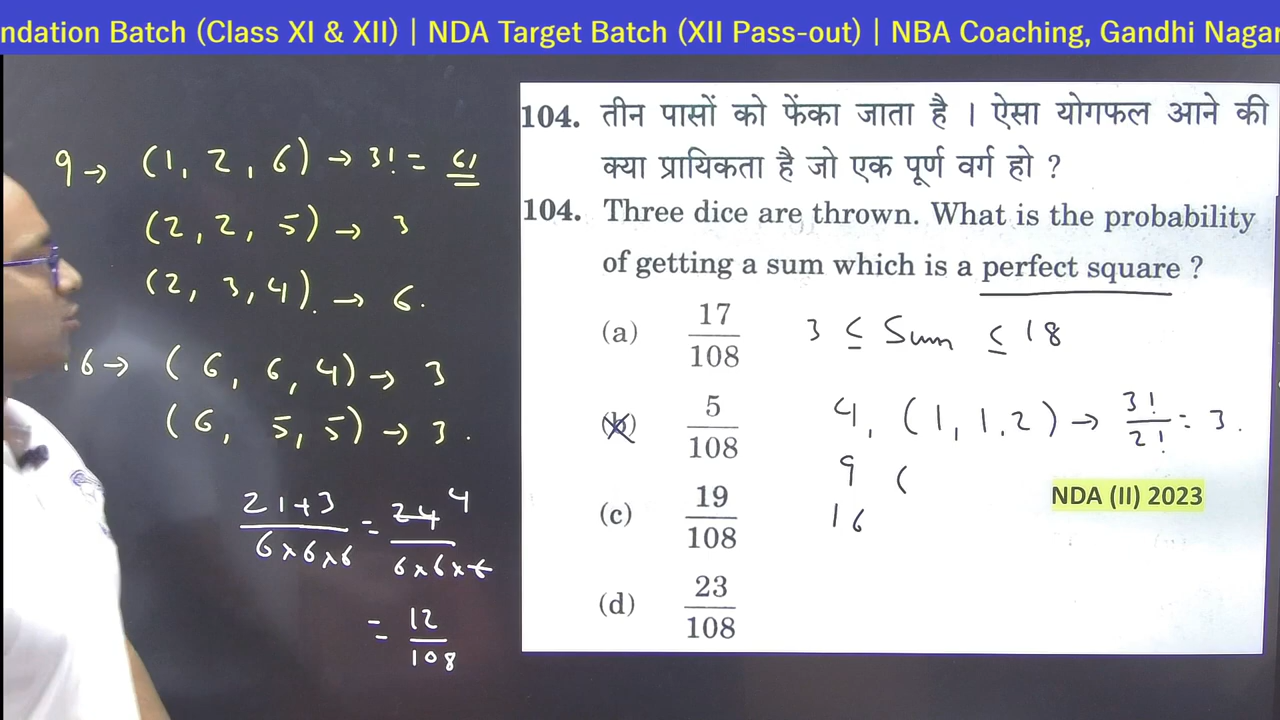 ndation Batch (Class XI & XII) | NDA Target Batch (XII Pass-out) | NBA Coaching, Gandhi Nagar
9 → (1, 2, 6) → 3! = 6!
(2, 2, 5) → 3
(2, 3, 4). → 6.
16 → (6, 6, 4) → 3
(6, 5, 5) → 3.
21+3 / 6×6×6 = 24 4 / 6×6×6
= 12/108
104. तीन पासों को फेंका जाता है । ऐसा योगफल आने की
क्या प्रायिकता है जो एक पूर्ण वर्ग हो ?
104. Three dice are thrown. What is the probability
of getting a sum which is a perfect square ?
(a) 17/108
3 ≤ Sum ≤ 18
(b) 5/108
4, (1, 1, 2) → 3!/2! = 3.
9 (
(c) 19/108
16
NDA (II) 2023
(d) 23/108